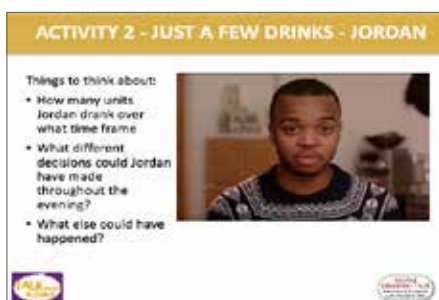 ACTIVITY 2 - JUST A FEW DRINKS - JORDAN
Things to think about:
• How many units
Jordan drank over
what time frame
• What different
decisions could Jordan
have made
throughout the
evening?
• What else could have
happened?
TALK